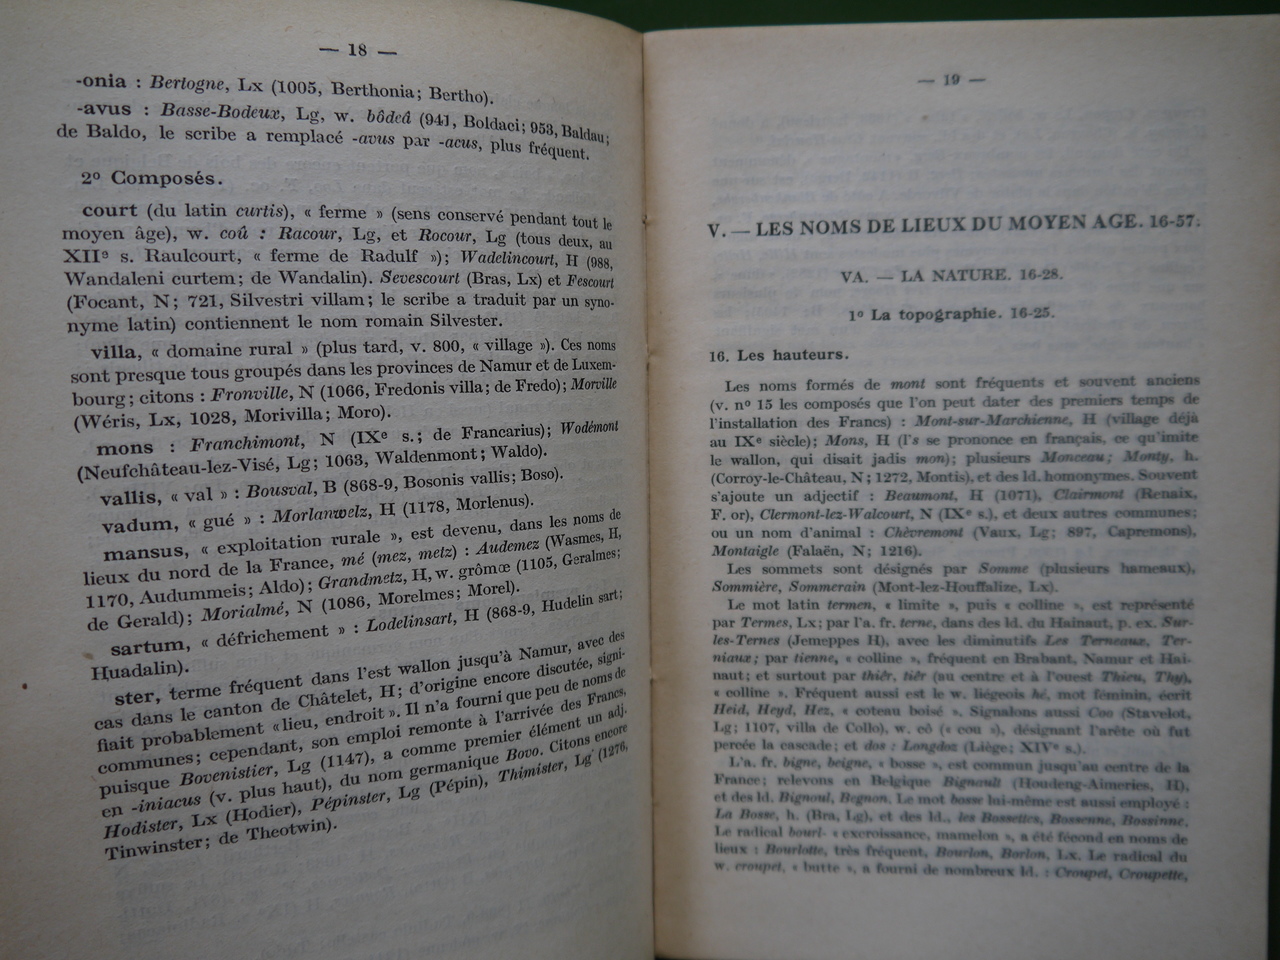 — 18 —
-onia : Bertogne, Lx (1005, Berthonia; Bertho).
-avus : Basse-Bodeux, Lg, w. bôdeû (941, Boldaci; 953, Baldau;
de Baldo, le scribe a remplacé -avus par -acus, plus fréquent.
2º Composés.
court (du latin curtis), « ferme » (sens conservé pendant tout le
moyen âge), w. coû : Racour, Lg, et Rocour, Lg (tous deux, au
XIIe s. Raulcourt, « ferme de Radulf »); Wadelincourt, H (988,
Wandaleni curtem; de Wandalin). Sevescourt (Bras, Lx) et Fescourt
(Focant, N; 721, Silvestri villam; le scribe a traduit par un syno-
nyme latin) contiennent le nom romain Silvester.
villa, « domaine rural » (plus tard, v. 800, « village »). Ces noms
sont presque tous groupés dans les provinces de Namur et de Luxem-
bourg; citons : Fronville, N (1066, Fredonis villa; de Fredo); Morville
(Wéris, Lx, 1028, Morivilla; Moro).
mons : Franchimont, N (IXe s.; de Francarius); Wodémont
(Neufchâteau-lez-Visé, Lg; 1063, Waldenmont; Waldo).
vallis, « val » : Bousval, B (868-9, Bosonis vallis; Boso).
vadum, « gué » : Morlanwelz, H (1178, Morlenus).
mansus, « exploitation rurale », est devenu, dans les noms de
lieux du nord de la France, mé (mez, metz) : Audemez (Wasmes, H,
1170, Audummeis; Aldo); Grandmetz, H, w. grômœ (1105, Geralmes;
de Gerald); Morialmé, N (1086, Morelmes; Morel).
sartum, « défrichement » : Lodelinsart, H (868-9, Hudelin sart;
Huadalin).
ster, terme fréquent dans l'est wallon jusqu'à Namur, avec des
cas dans le canton de Châtelet, H; d'origine encore discutée, signi-
fiait probablement « lieu, endroit ». Il n'a fourni que peu de noms de
communes; cependant, son emploi remonte à l'arrivée des Francs,
puisque Bovenistier, Lg (1147), a comme premier élément un adj.
en -iniacus (v. plus haut), du nom germanique Bovo. Citons encore
Hodister, Lx (Hodier), Pépinster, Lg (Pépin), Thimister, Lg (1276,
Tinwinster; de Theotwin).
— 19 —
V. — LES NOMS DE LIEUX DU MOYEN AGE. 16-57.
VA. — LA NATURE. 16-28.
1º La topographie. 16-25.
16. Les hauteurs.
Les noms formés de mont sont fréquents et souvent anciens
(v. nº 15 les composés que l'on peut dater des premiers temps de
l'installation des Francs) : Mont-sur-Marchienne, H (village déjà
au IXe siècle); Mons, H (l's se prononce en français, ce qu'imite
le wallon, qui disait jadis mon); plusieurs Monceau; Monty, h.
(Corroy-le-Château, N; 1272, Montis), et des ld. homonymes. Souvent
s'ajoute un adjectif : Beaumont, H (1071), Clairmont (Renaix,
F. or), Clermont-lez-Walcourt, N (IXe s.), et deux autres communes;
ou un nom d'animal : Chèvremont (Vaux, Lg; 897, Capremons),
Montaigle (Falaën, N; 1216).
Les sommets sont désignés par Somme (plusieurs hameaux),
Sommière, Sommerain (Mont-lez-Houffalize, Lx).
Le mot latin termen, « limite », puis « colline », est représenté
par Termes, Lx; par l'a. fr. terne, dans des ld. du Hainaut, p. ex. Sur-
les-Ternes (Jemeppes H), avec les diminutifs Les Terneaux, Ter-
niaux; par tienne, « colline », fréquent en Brabant, Namur et Hai-
naut; et surtout par thiér, tiér (au centre et à l'ouest Thieu, Thy),
« colline ». Fréquent aussi est le w. liégeois hé, mot féminin, écrit
Heid, Heyd, Hez, « coteau boisé ». Signalons aussi Coo (Stavelot,
Lg; 1107, villa de Collo), w. cô (« cou »), désignant l'arête où fut
percée la cascade; et dos : Longdoz (Liège; XIVe s.).
L'a. fr. bigne, beigne, « bosse », est commun jusqu'au centre de la
France; relevons en Belgique Bignault (Houdeng-Aimeries, H),
et des ld. Bignoul, Begnon. Le mot bosse lui-même est aussi employé :
La Bosse, h. (Bra, Lg), et des ld., les Bossettes, Bossenne, Bossinne.
Le radical bourl- « excroissance, mamelon », a été fécond en noms de
lieux : Bourlotte, très fréquent, Bourlon, Borlon, Lx. Le radical du
w. croupet, « butte », a fourni de nombreux ld. : Croupet, Croupette,